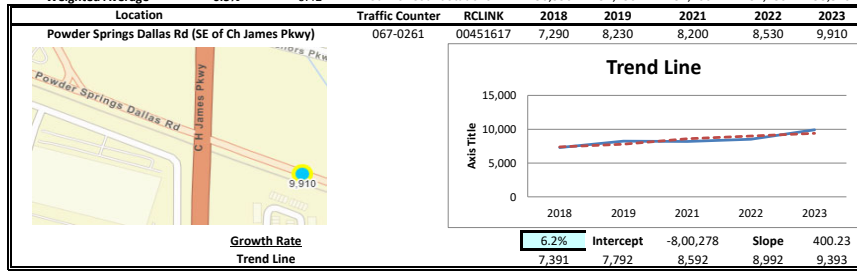 Location Traffic Counter RCLINK 2018 2019 2021 2022 2023
Powder Springs Dallas Rd (SE of Ch James Pkwy) 067-0261 00451617 7,290 8,230 8,200 8,530 9,910
Powder Springs Dallas Rd
C H James Pkwy
Pkwy
9,910
Trend Line
Axis Title
15,000
10,000
5,000
0
2018 2019 2021 2022 2023
Growth Rate 6.2% Intercept -8,00,278 Slope 400.23
Trend Line 7,391 7,792 8,592 8,992 9,393